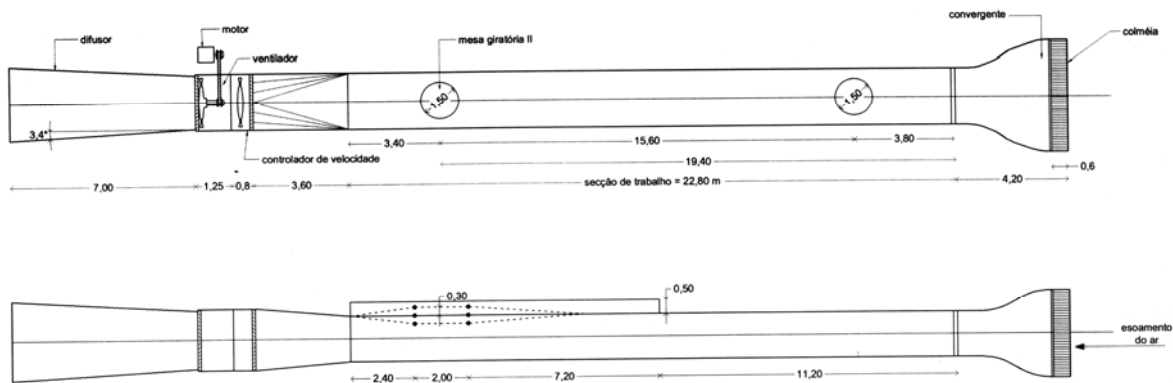 difusor
motor
ventilador
mesa giratória II
convergente
colméia
1,50
1,50
3,4°
controlador de velocidade
3,40
15,60
3,80
19,40
0,6
7,00
1,25
0,8
3,60
secção de trabalho = 22,80 m
4,20
0,30
0,50
esoamento
do ar
2,40
2,00
7,20
11,20